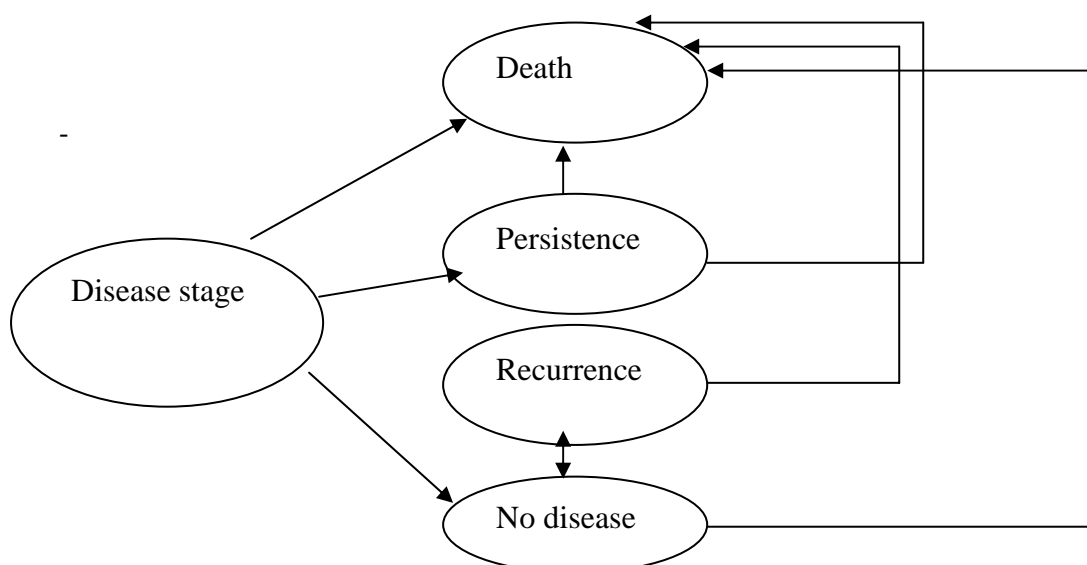 Death
-
Persistence
Disease stage
Recurrence
No disease